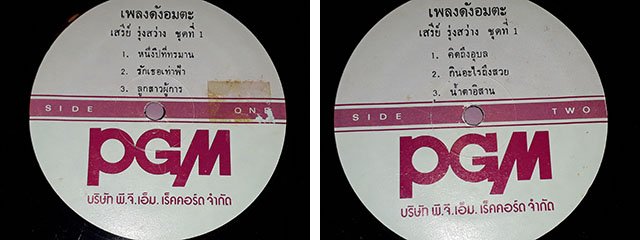 เพลงดังอมตะ
เสรีย์ รุ่งสว่าง ชุดที่ 1
1. หนึ่งปีที่ทรมาน
2. รักเธอเท่าฟ้า
3. ลูกสาวผู้การ
SIDE ONE
PGM
บริษัท พี.จี.เอ็ม. เร็คคอร์ด จำกัด
เพลงดังอมตะ
เสรีย์ รุ่งสว่าง ชุดที่ 1
1. คิดถึงอุบล
2. กินอะไรถึงสวย
3. น้ำตาอิสาน
SIDE TWO
PGM
บริษัท พี.จี.เอ็ม. เร็คคอร์ด จำกัด